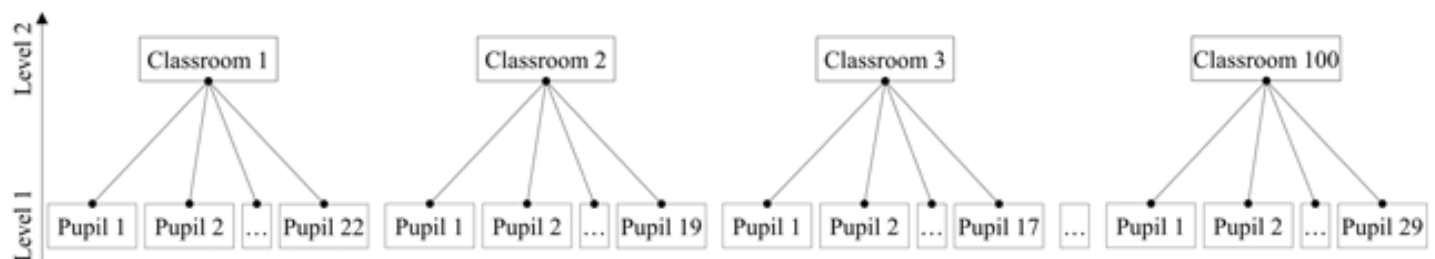 Level 2
Classroom 1 Classroom 2 Classroom 3 Classroom 100
Level 1
Pupil 1 Pupil 2 ... Pupil 22 Pupil 1 Pupil 2 ... Pupil 19 Pupil 1 Pupil 2 ... Pupil 17 ... Pupil 1 Pupil 2 ... Pupil 29